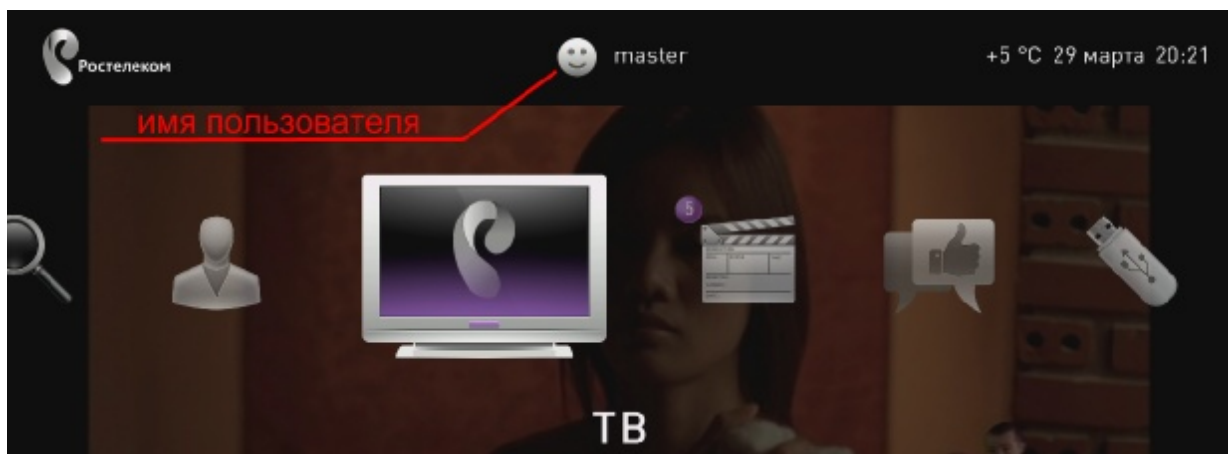 Ростелеком
master
+5 °C 29 марта 20:21
имя пользователя
5
ТВ